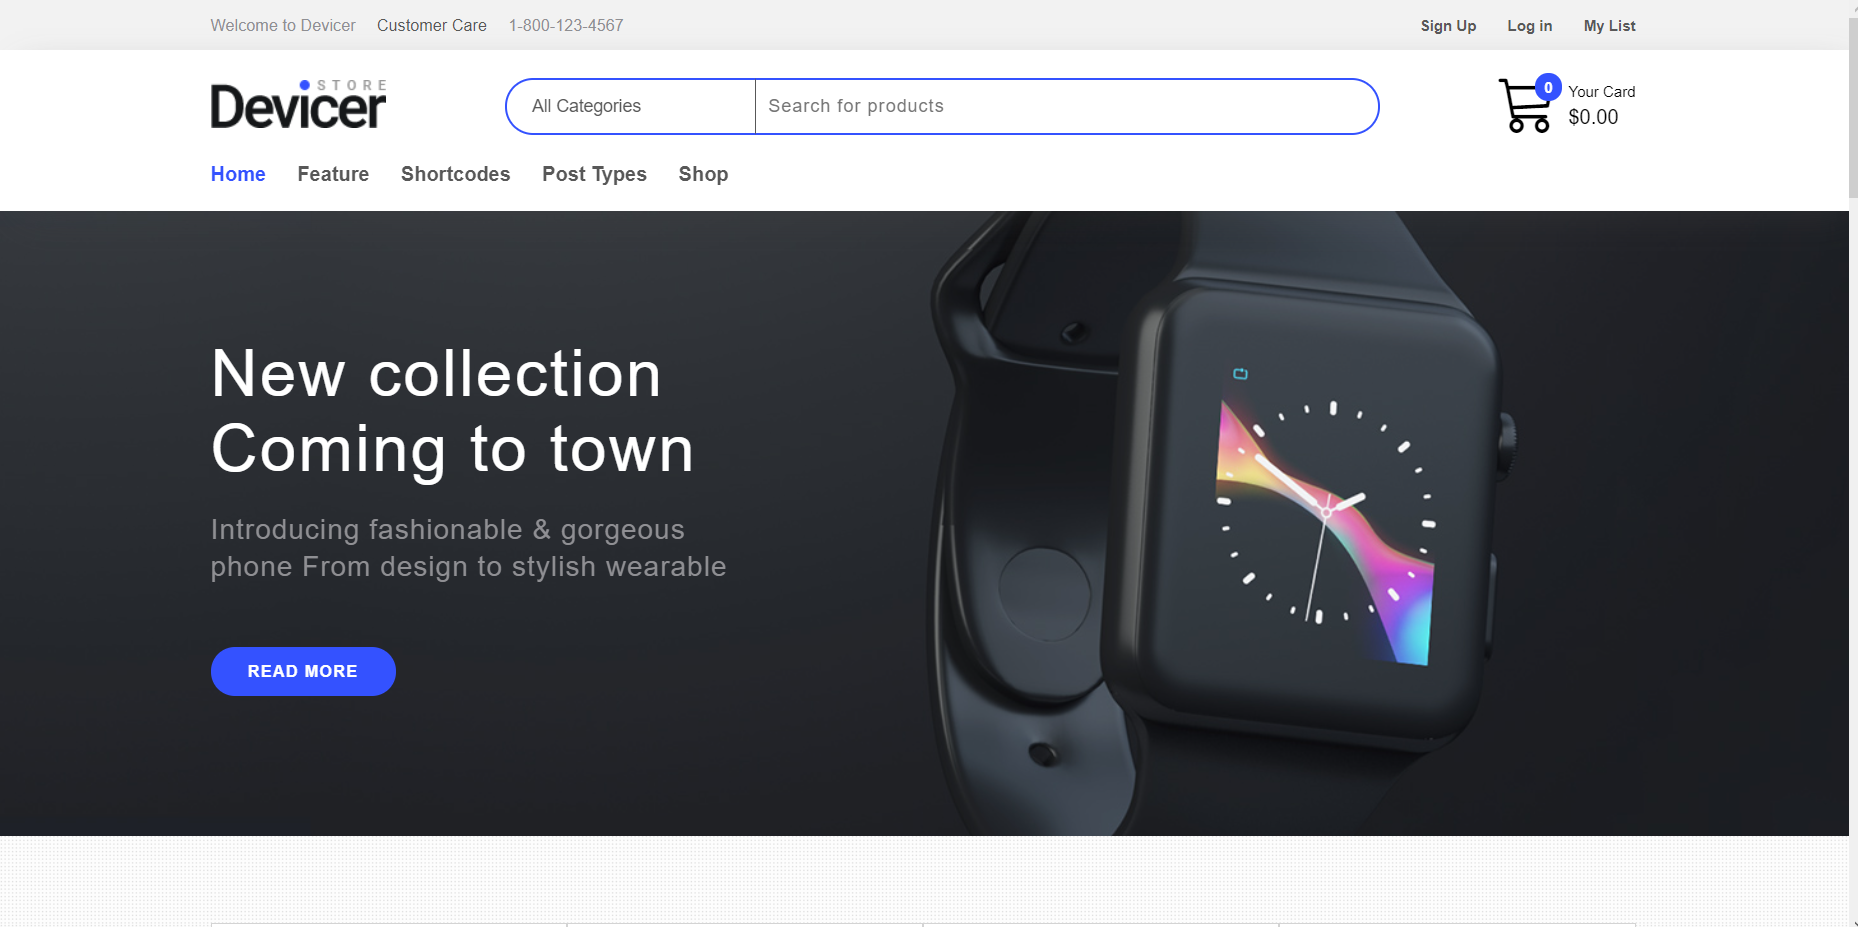 Welcome to Devicer Customer Care 1-800-123-4567
Sign Up Log in My List
STORE
Devicer
All Categories Search for products
0
Your Card
$0.00
Home Feature Shortcodes Post Types Shop
New collection
Coming to town
Introducing fashionable & gorgeous
phone From design to stylish wearable
READ MORE